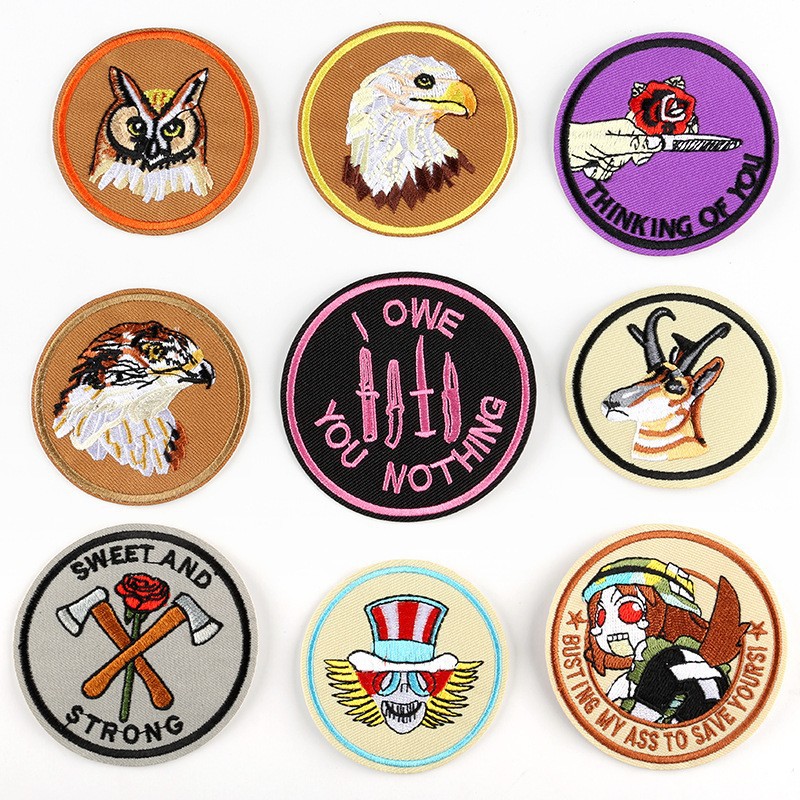 THINKING OF YOU
I OWE
YOU NOTHING
SWEET AND
STRONG
BUSTING MY ASS TO SAVE YOURS!